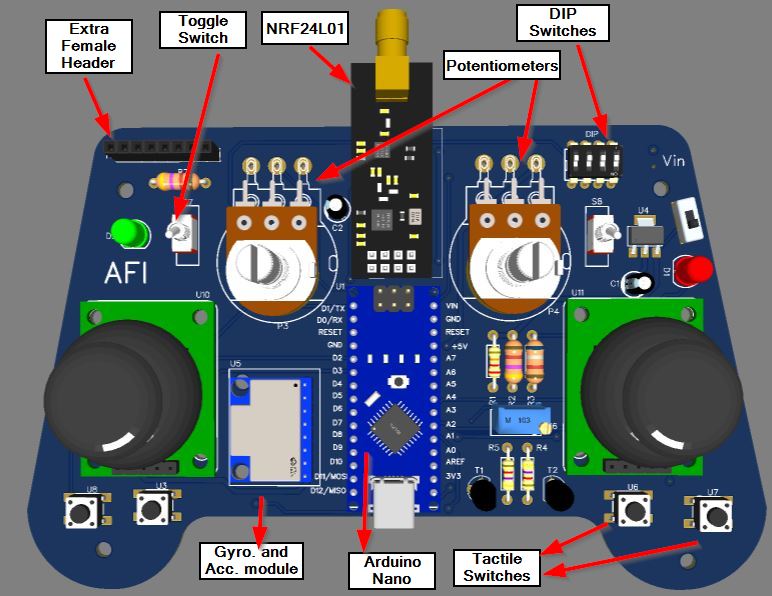 Extra
Female
Header
Toggle
Switch
NRF24L01
DIP
Switches
Potentiometers
DIP
Vin
S8
U4
C2
C1
D1
AFI
U10
P3
U1
P4
U11
D1/TX
D0/RX
RESET
GND
D2
D3
D4
D5
D6
D7
D8
D9
D10
D11/MOSI
D12/MISO
VIN
GND
RESET
+5V
A7
A6
A5
A4
A3
A2
A1
A0
AREF
3V3
U5
R1
R2
R3
M 103
R5
R4
T1
T2
U8
U3
U6
U7
Gyro. and
Acc. module
Arduino
Nano
Tactile
Switches